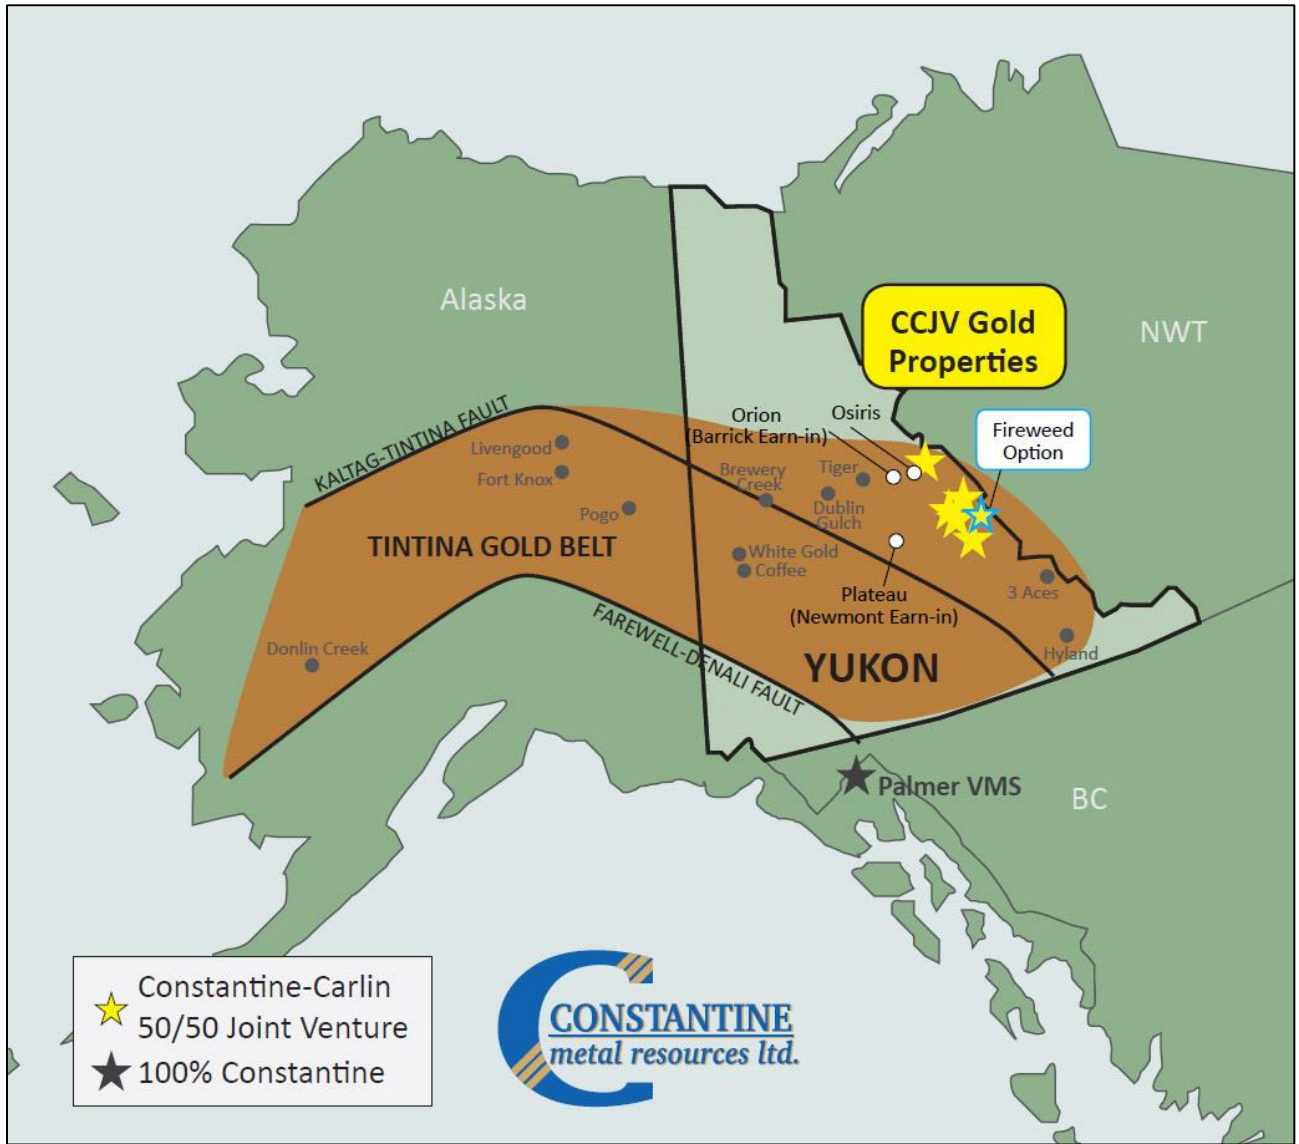 Alaska
NWT
CCJV Gold
Properties
Orion
(Barrick Earn-in)
Osiris
Fireweed
Option
KALTAG-TINTINA FAULT
Livengood
Fort Knox
Pogo
Brewery
Creek
Tiger
Dublin
Gulch
TINTINA GOLD BELT
White Gold
Coffee
Plateau
(Newmont Earn-in)
3 Aces
Hyland
Donlin Creek
FAREWELL-DENALI FAULT
YUKON
Palmer VMS
BC
Constantine-Carlin
50/50 Joint Venture
100% Constantine
CONSTANTINE
metal resources ltd.